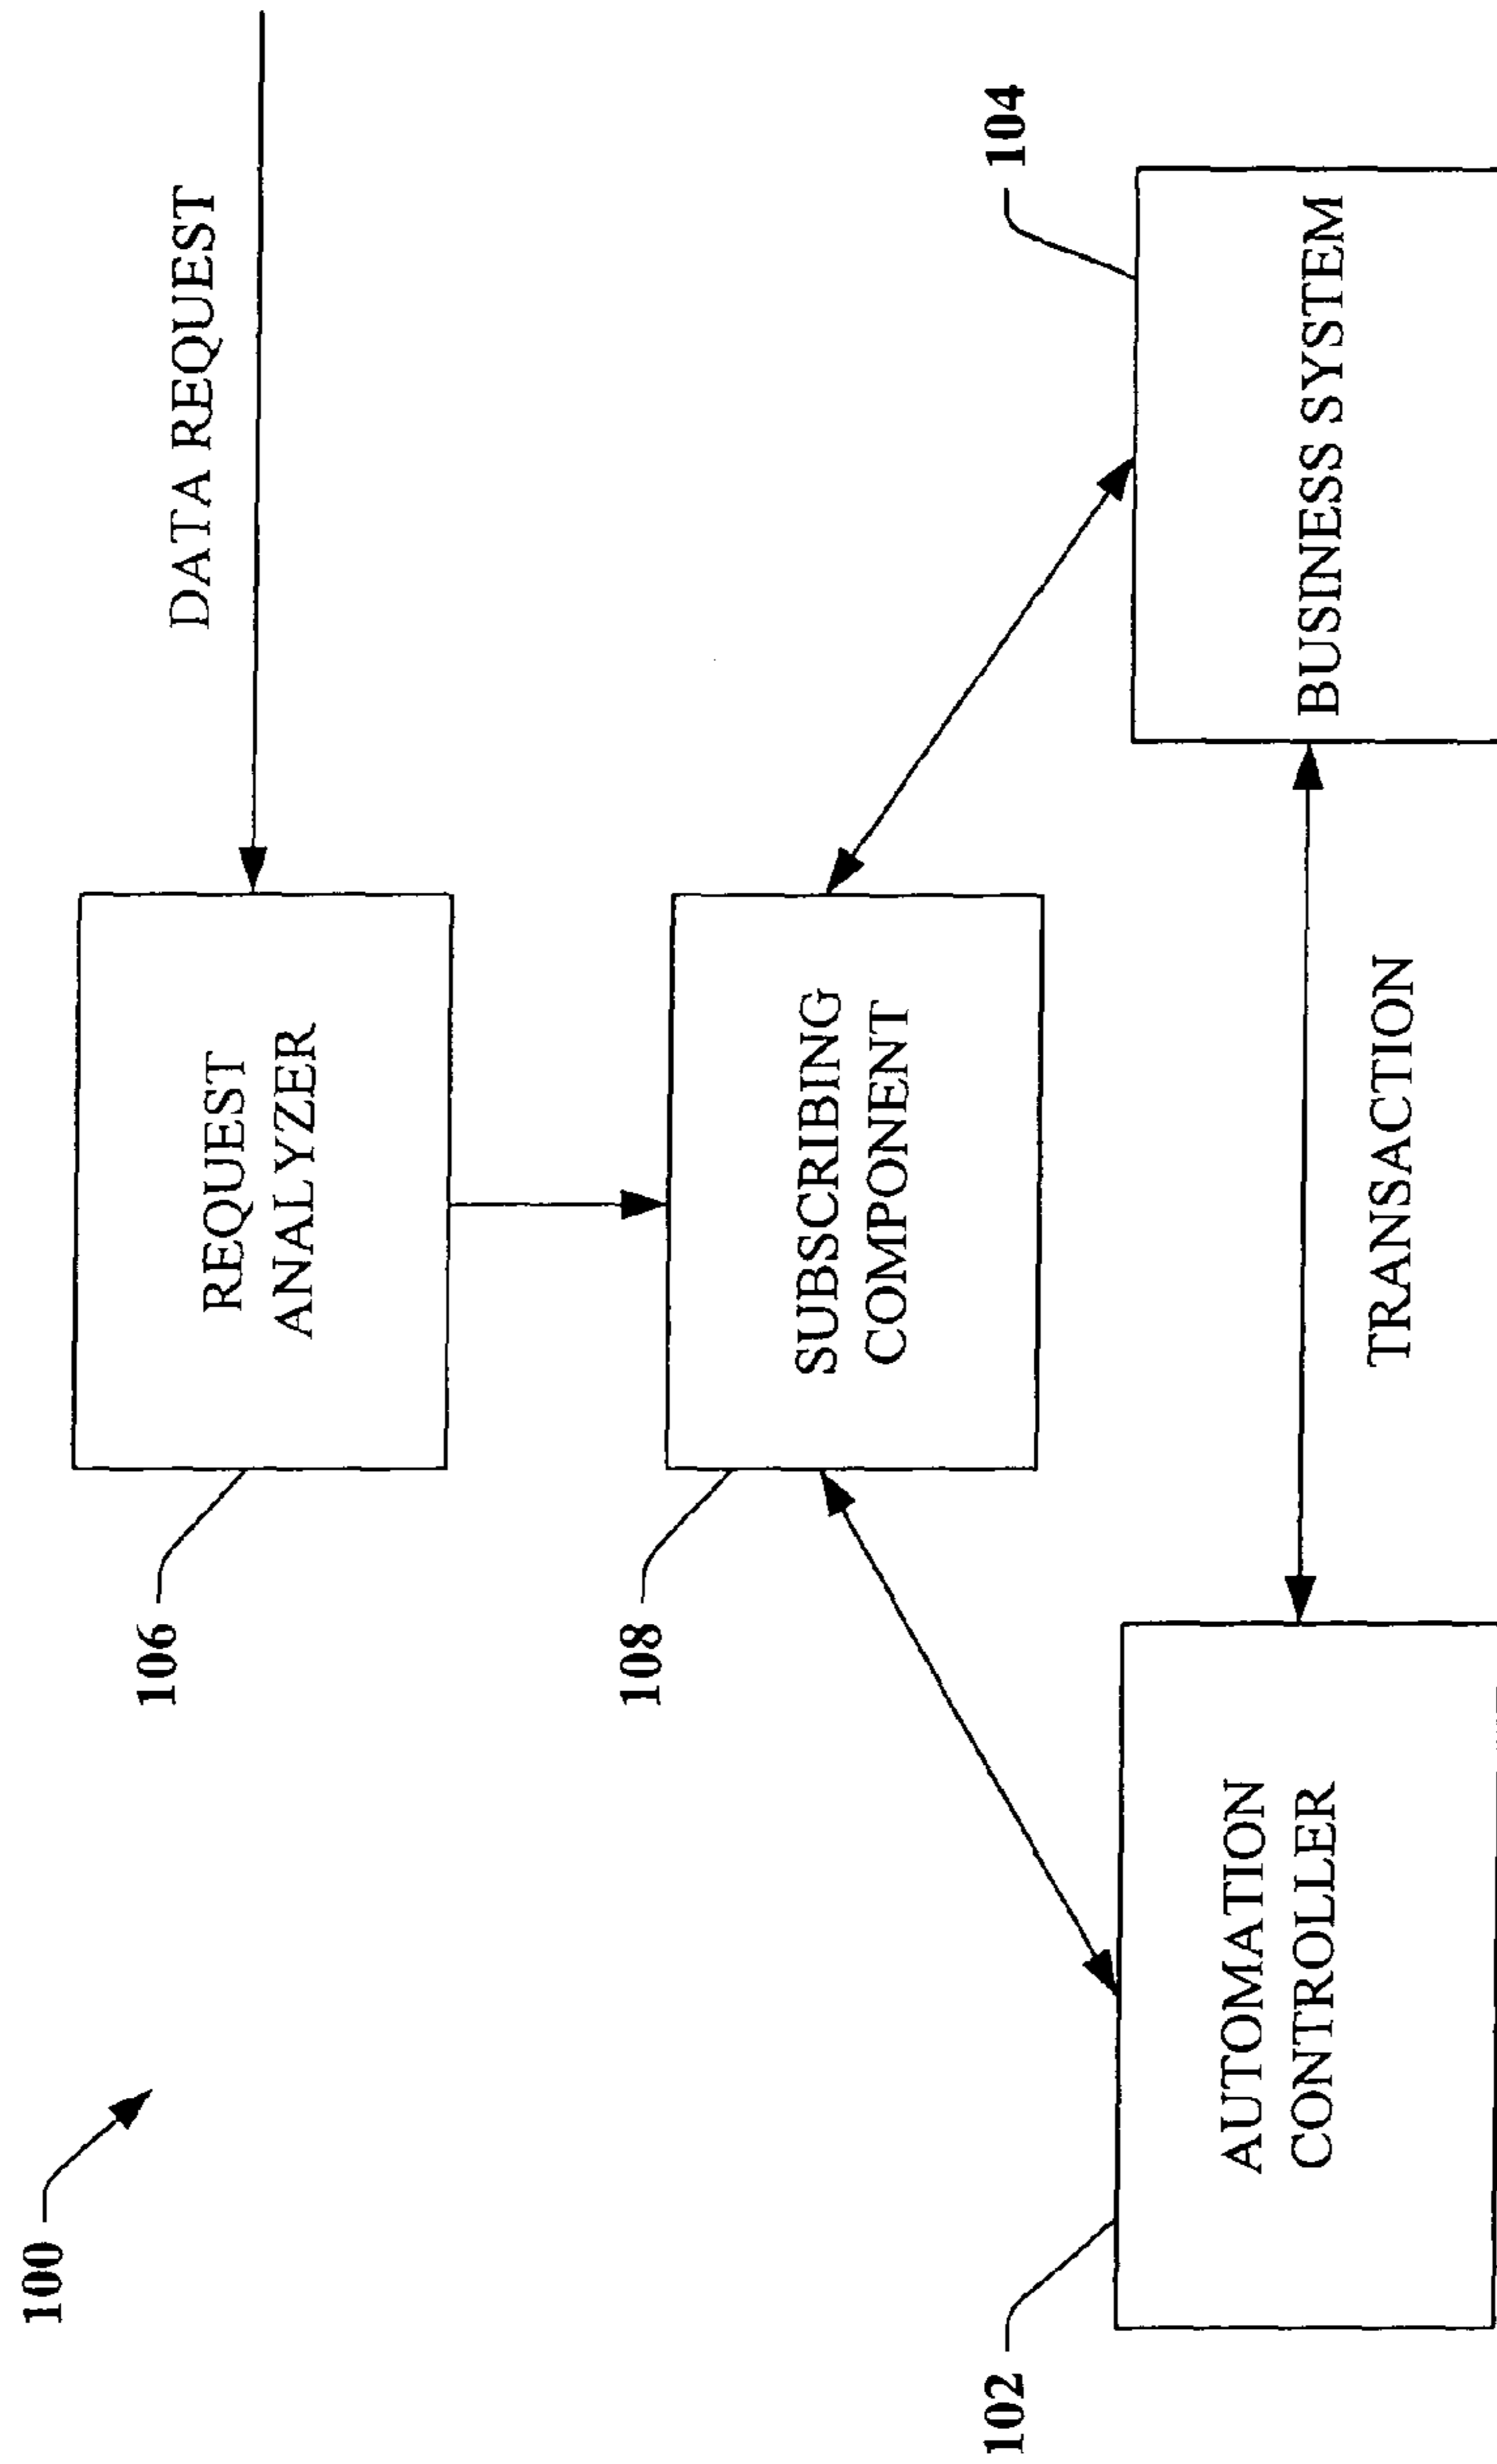 100
DATA REQUEST
REQUEST
ANALYZER
106
SUBSCRIBING
COMPONENT
108
104
102
AUTOMATION
CONTROLLER
TRANSACTION
BUSINESS SYSTEM